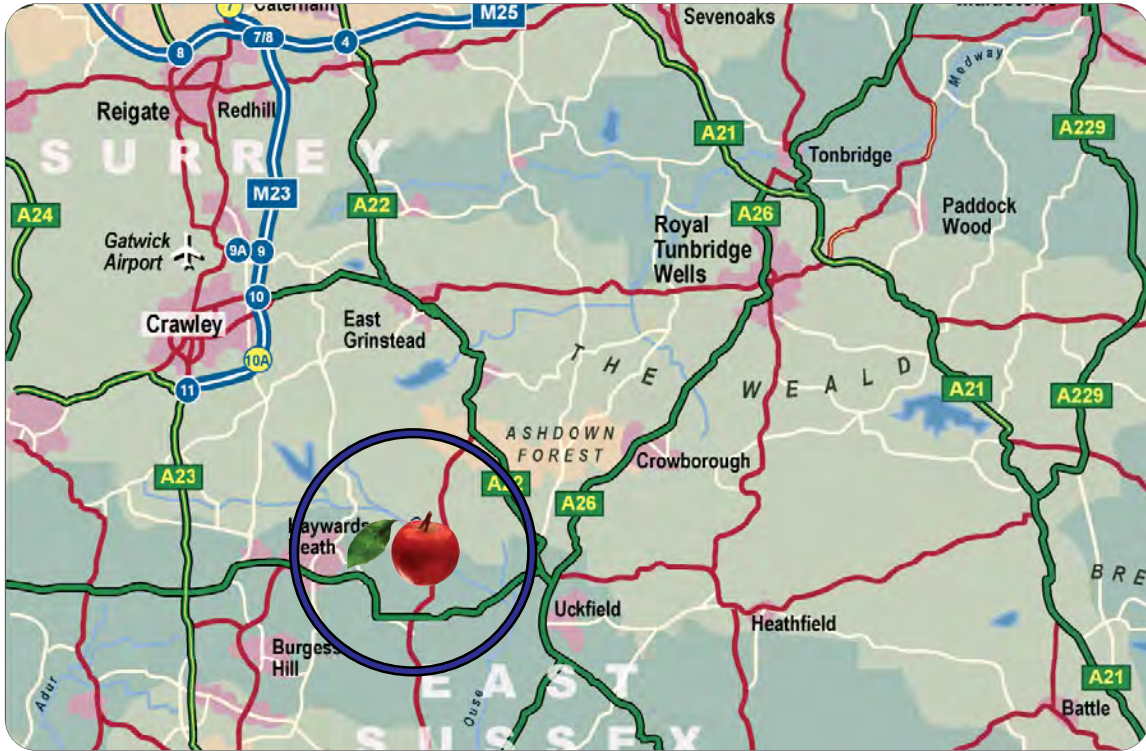 7
Caterham
M25
Sevenoaks
8
7/8
4
Medway
Reigate
Redhill
A21
A229
Tonbridge
SURREY
M23
A24
A22
A26
Paddock
Wood
Gatwick
Airport
9A
9
Royal
Tunbridge
Wells
10
Crawley
East
Grinstead
10A
11
THE WEALD
A21
A229
ASHDOWN
FOREST
Crowborough
A23
A22
A26
Haywards
Heath
BRE
Uckfield
Heathfield
Burgess
Hill
EAST
SUSSEX
Adur
Ouse
A21
Battle